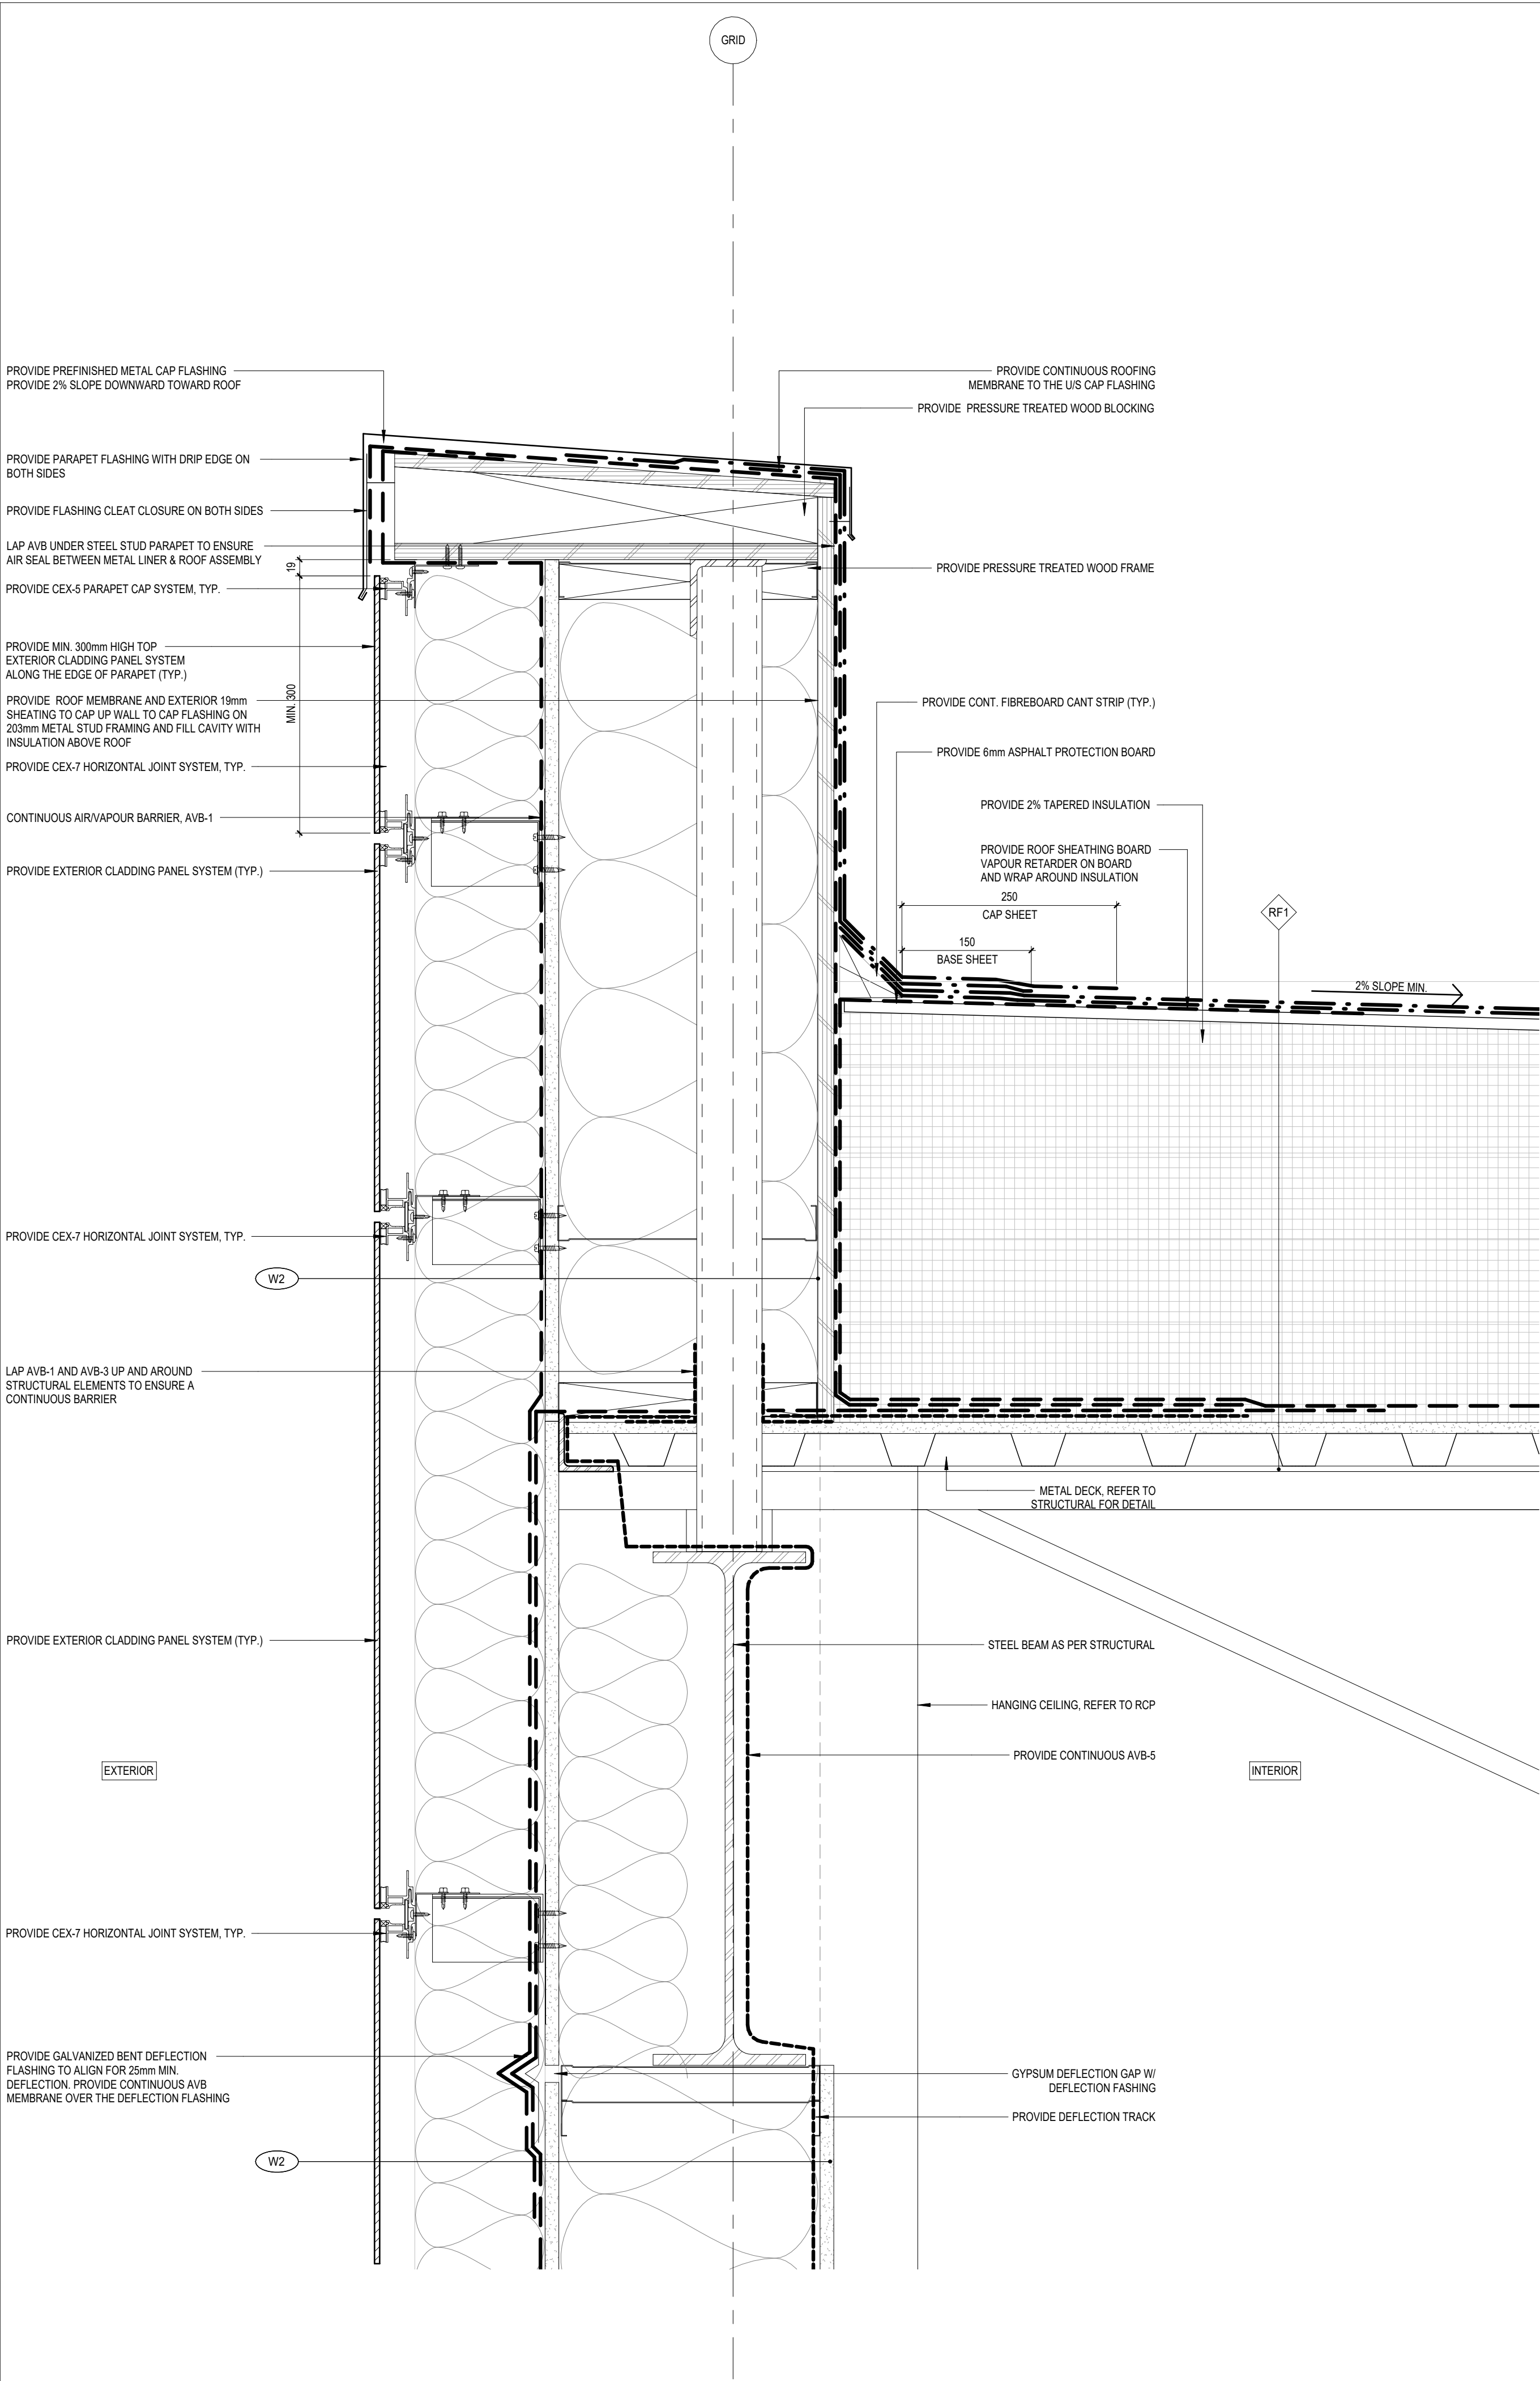 GRID
PROVIDE PREFINISHED METAL CAP FLASHING
PROVIDE 2% SLOPE DOWNWARD TOWARD ROOF
PROVIDE PARAPET FLASHING WITH DRIP EDGE ON
BOTH SIDES
PROVIDE FLASHING CLEAT CLOSURE ON BOTH SIDES
LAP AVB UNDER STEEL STUD PARAPET TO ENSURE
AIR SEAL BETWEEN METAL LINER & ROOF ASSEMBLY
19
PROVIDE CEX-5 PARAPET CAP SYSTEM, TYP.
PROVIDE MIN. 300mm HIGH TOP
EXTERIOR CLADDING PANEL SYSTEM
ALONG THE EDGE OF PARAPET (TYP.)
MIN. 300
PROVIDE ROOF MEMBRANE AND EXTERIOR 19mm
SHEATING TO CAP UP WALL TO CAP FLASHING ON
203mm METAL STUD FRAMING AND FILL CAVITY WITH
INSULATION ABOVE ROOF
PROVIDE CEX-7 HORIZONTAL JOINT SYSTEM, TYP.
CONTINUOUS AIR/VAPOUR BARRIER, AVB-1
PROVIDE EXTERIOR CLADDING PANEL SYSTEM (TYP.)
PROVIDE CEX-7 HORIZONTAL JOINT SYSTEM, TYP.
W2
LAP AVB-1 AND AVB-3 UP AND AROUND
STRUCTURAL ELEMENTS TO ENSURE A
CONTINUOUS BARRIER
PROVIDE EXTERIOR CLADDING PANEL SYSTEM (TYP.)
EXTERIOR
PROVIDE CEX-7 HORIZONTAL JOINT SYSTEM, TYP.
PROVIDE GALVANIZED BENT DEFLECTION
FLASHING TO ALIGN FOR 25mm MIN.
DEFLECTION. PROVIDE CONTINUOUS AVB
MEMBRANE OVER THE DEFLECTION FLASHING
W2
PROVIDE CONTINUOUS ROOFING
MEMBRANE TO THE U/S CAP FLASHING
PROVIDE PRESSURE TREATED WOOD BLOCKING
PROVIDE PRESSURE TREATED WOOD FRAME
PROVIDE CONT. FIBREBOARD CANT STRIP (TYP.)
PROVIDE 6mm ASPHALT PROTECTION BOARD
PROVIDE 2% TAPERED INSULATION
PROVIDE ROOF SHEATHING BOARD
VAPOUR RETARDER ON BOARD
AND WRAP AROUND INSULATION
250
CAP SHEET
150
BASE SHEET
RF1
2% SLOPE MIN.
METAL DECK, REFER TO
STRUCTURAL FOR DETAIL
STEEL BEAM AS PER STRUCTURAL
HANGING CEILING, REFER TO RCP
PROVIDE CONTINUOUS AVB-5
INTERIOR
GYPSUM DEFLECTION GAP W/
DEFLECTION FASHING
PROVIDE DEFLECTION TRACK